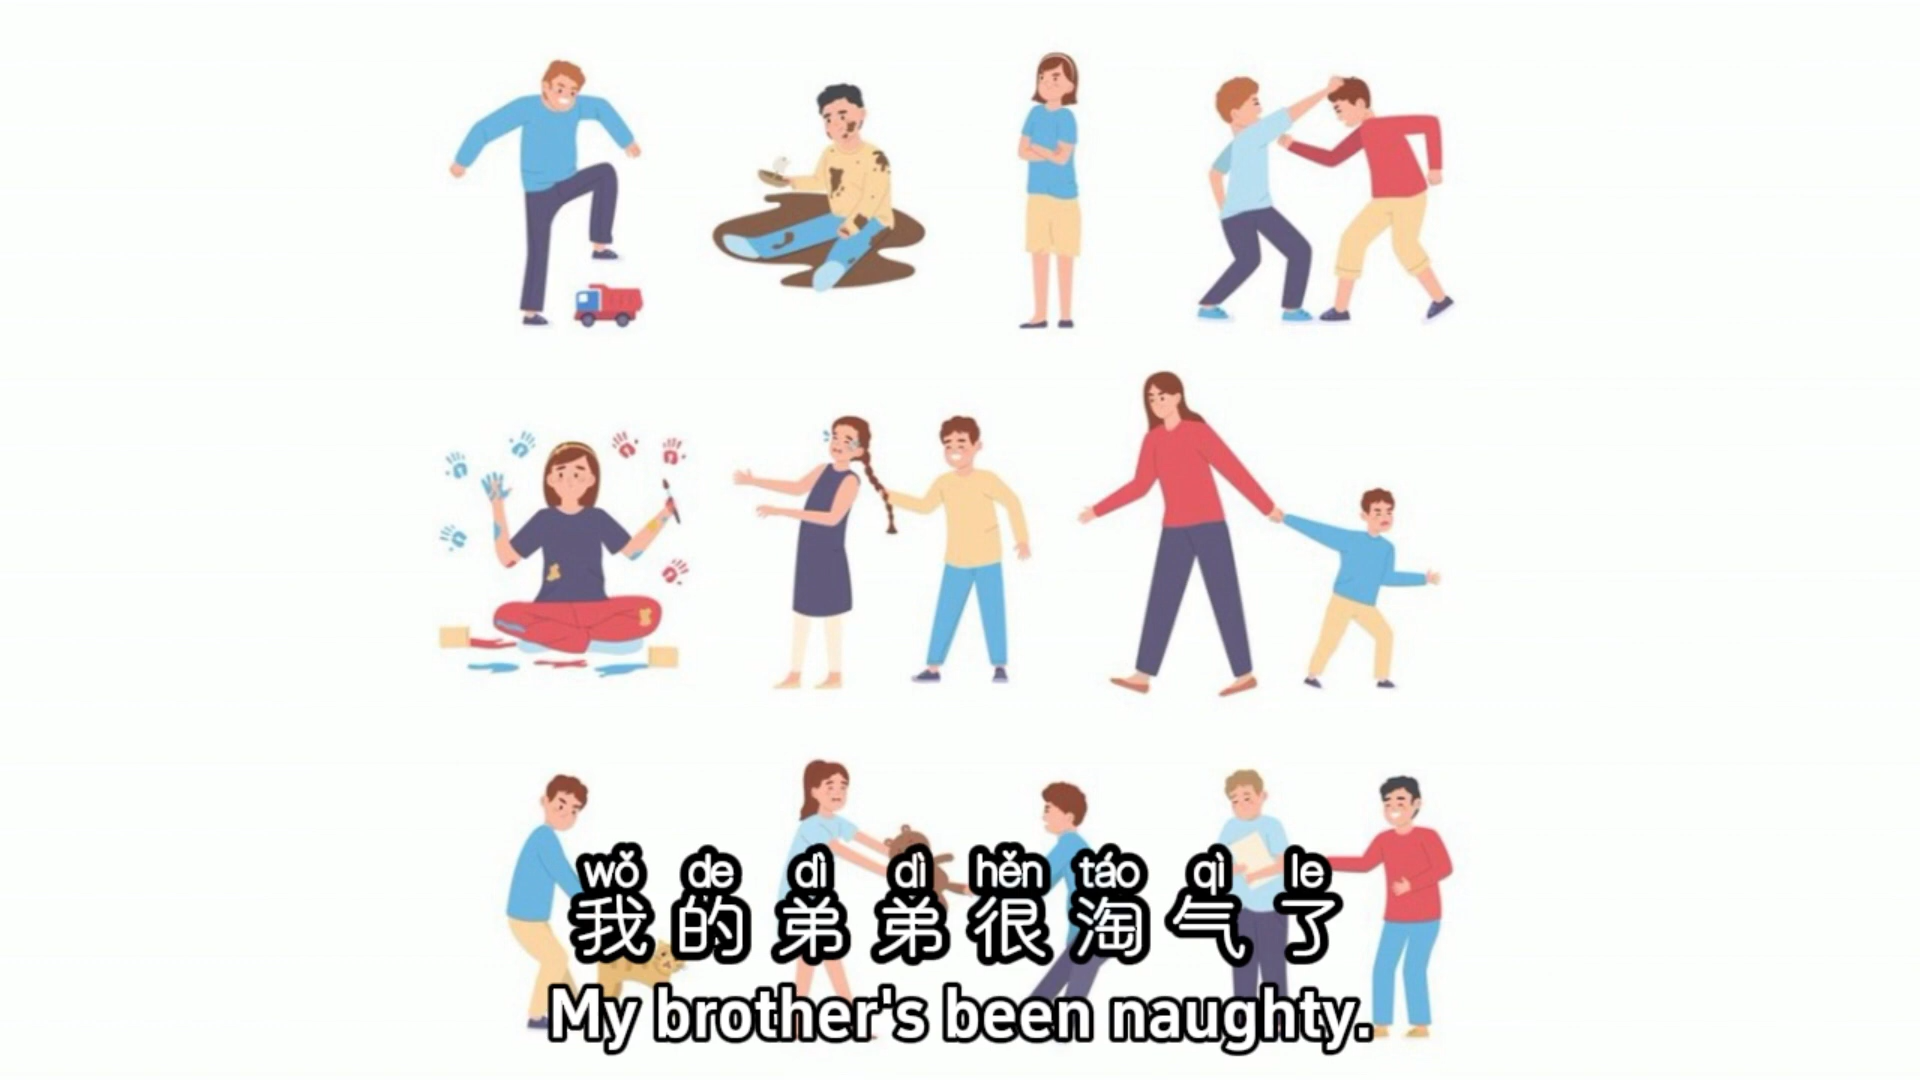 wǒ de dì dì hěn táo qì le
我的弟弟很淘气了
My brother's been naughty.